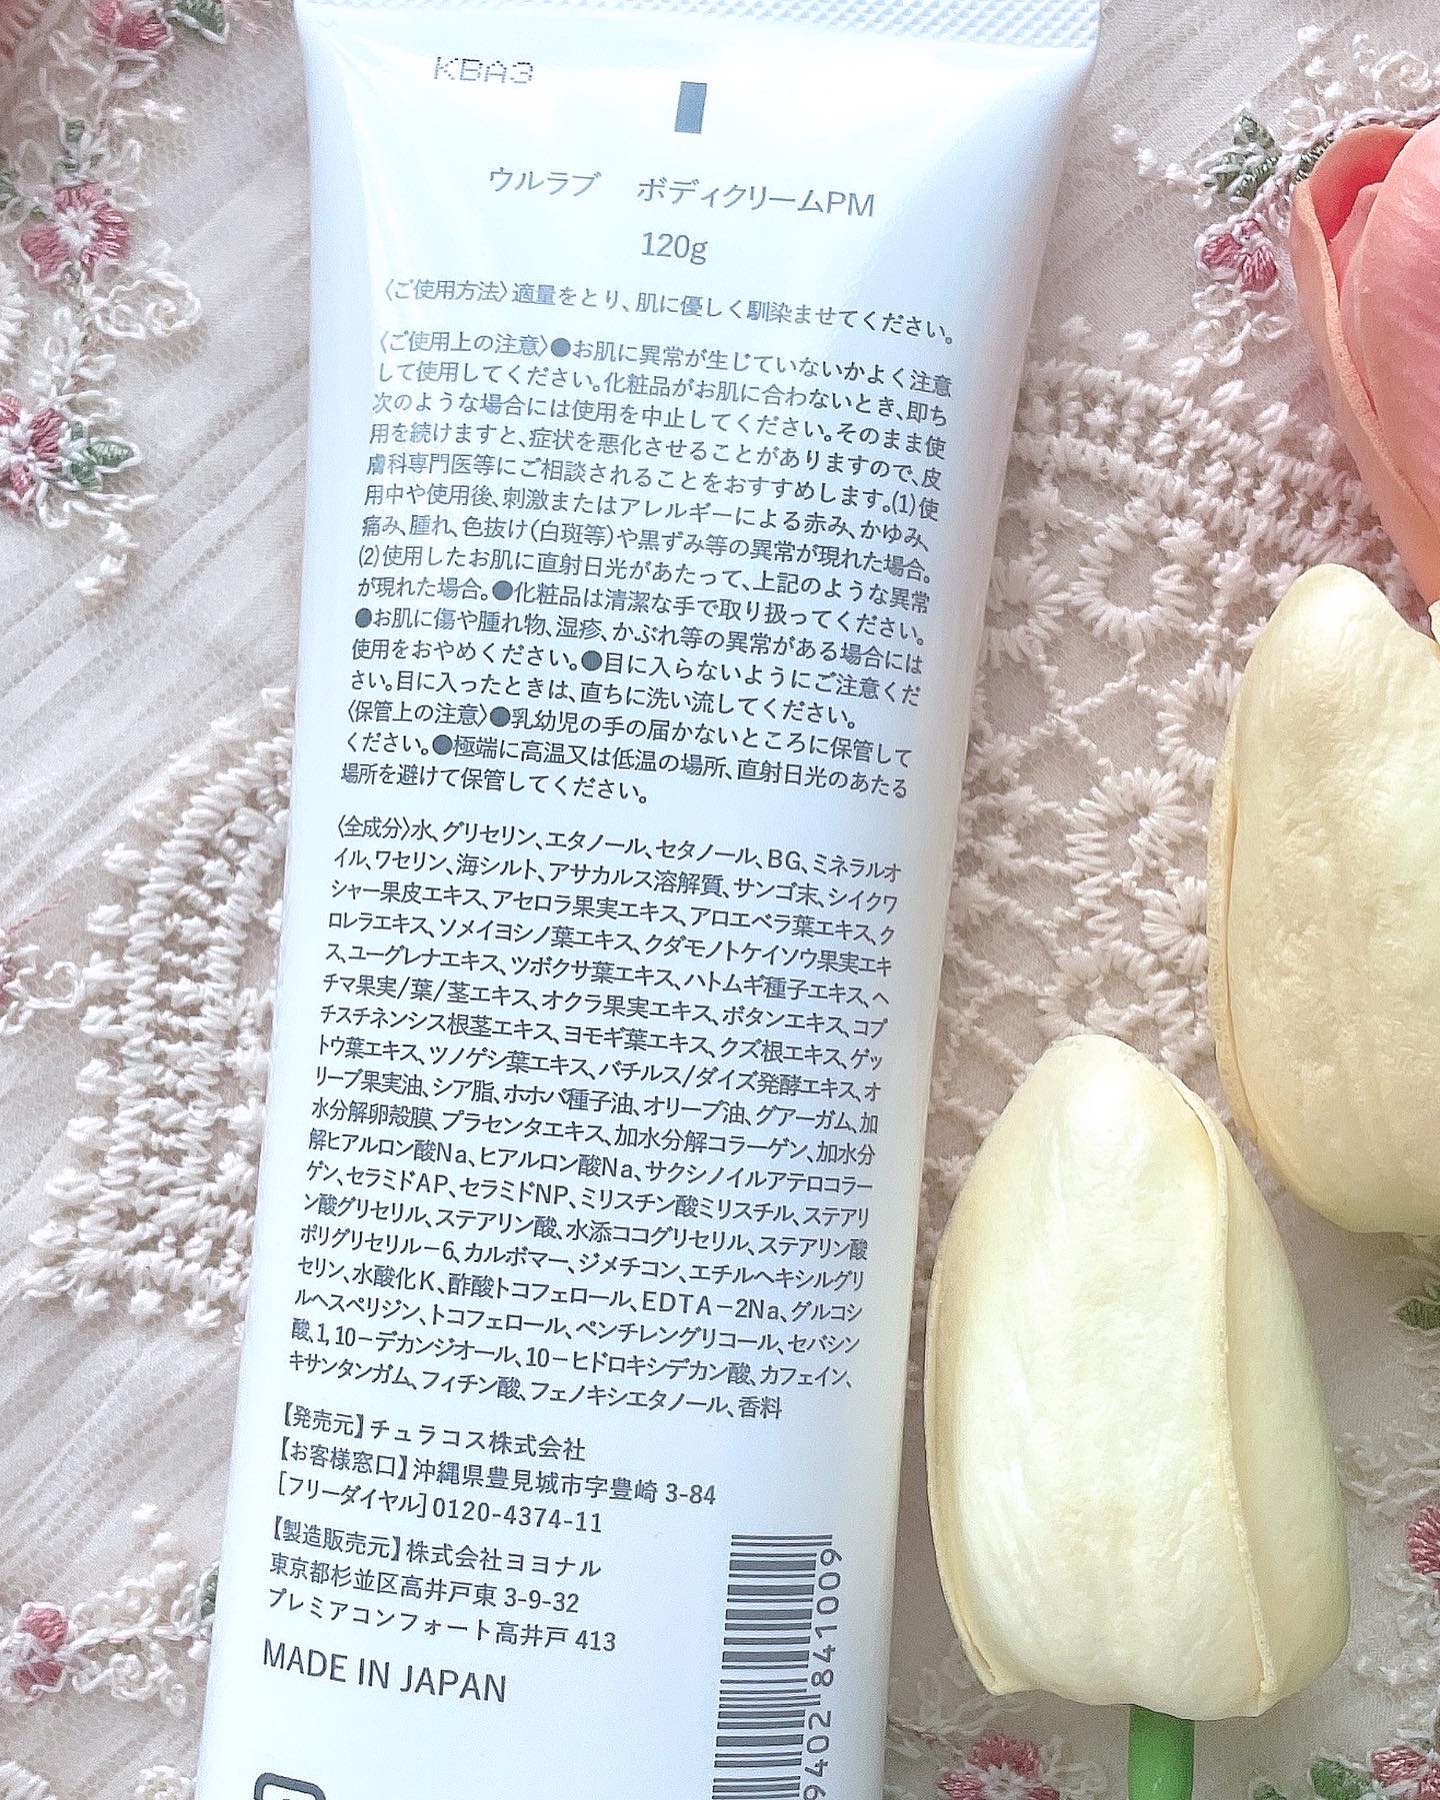 KBA3
ウルラブ　ボディクリームPM
120g
〈ご使用方法〉適量をとり、肌に優しく馴染ませてください。
〈ご使用上の注意〉●お肌に異常が生じていないかよく注意
して使用してください。化粧品がお肌に合わないとき、即ち
次のような場合には使用を中止してください。そのまま使
用を続けますと、症状を悪化させることがありますので、皮
膚科専門医等にご相談されることをおすすめします。(1)使
用中や使用後、刺激またはアレルギーによる赤み、かゆみ、
痛み、腫れ、色抜け(白斑等)や黒ずみ等の異常が現れた場合。
(2)使用したお肌に直射日光があたって、上記のような異常
が現れた場合。●化粧品は清潔な手で取り扱ってください。
●お肌に傷や腫れ物、湿疹、かぶれ等の異常がある場合には
使用をおやめください。●目に入らないようにご注意くだ
さい。目に入ったときは、直ちに洗い流してください。
〈保管上の注意〉●乳幼児の手の届かないところに保管して
ください。●極端に高温又は低温の場所、直射日光のあたる
場所を避けて保管してください。
〈全成分〉水、グリセリン、エタノール、セタノール、BG、ミネラルオ
イル、ワセリン、海シルト、アサカルス溶解質、サンゴ末、シイクワ
シャー果皮エキス、アセロラ果実エキス、アロエベラ葉エキス、ク
ロレラエキス、ソメイヨシノ葉エキス、クダモノトケイソウ果実エキ
ス、ユーグレナエキス、ツボクサ葉エキス、ハトムギ種子エキス、ヘ
チマ果実/葉/茎エキス、オクラ果実エキス、ボタンエキス、コプ
チスチネンシス根茎エキス、ヨモギ葉エキス、クズ根エキス、ゲッ
トウ葉エキス、ツノゲシ葉エキス、バチルス/ダイズ発酵エキス、オ
リーブ果実油、シア脂、ホホバ種子油、オリーブ油、グアーガム、加
水分解卵殻膜、プラセンタエキス、加水分解コラーゲン、加水分
解ヒアルロン酸Na、ヒアルロン酸Na、サクシノイルアテロコラー
ゲン、セラミドAP、セラミドNP、ミリスチン酸ミリスチル、ステアリ
ン酸グリセリル、ステアリン酸、水添ココグリセリル、ステアリン酸
ポリグリセリル－6、カルボマー、ジメチコン、エチルヘキシルグリ
セリン、水酸化K、酢酸トコフェロール、EDTA－2Na、グルコシ
ルヘスペリジン、トコフェロール、ペンチレングリコール、セバシン
酸、1,10－デカンジオール、10－ヒドロキシデカン酸、カフェイン、
キサンタンガム、フィチン酸、フェノキシエタノール、香料
【発売元】チュラコス株式会社
【お客様窓口】沖縄県豊見城市字豊崎 3-84
[フリーダイヤル]0120-4374-11
【製造販売元】株式会社ヨヨナル
東京都杉並区高井戸東 3-9-32
プレミアコンフォート高井戸 413
MADE IN JAPAN
9402 841009